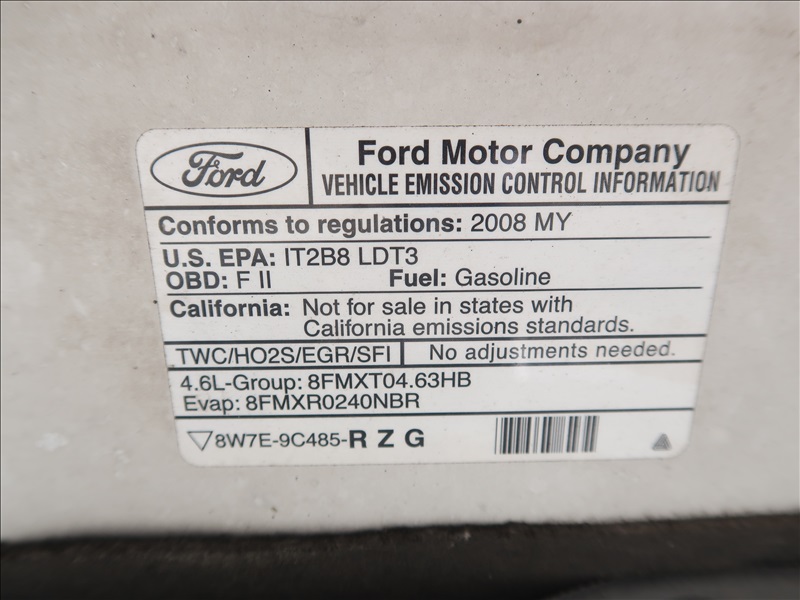 Ford
Ford Motor Company
VEHICLE EMISSION CONTROL INFORMATION
Conforms to regulations: 2008 MY
U.S. EPA: IT2B8 LDT3
OBD: F II Fuel: Gasoline
California: Not for sale in states with
California emissions standards.
TWC/HO2S/EGR/SFI No adjustments needed.
4.6L-Group: 8FMXT04.63HB
Evap: 8FMXR0240NBR
8W7E-9C485-R Z G